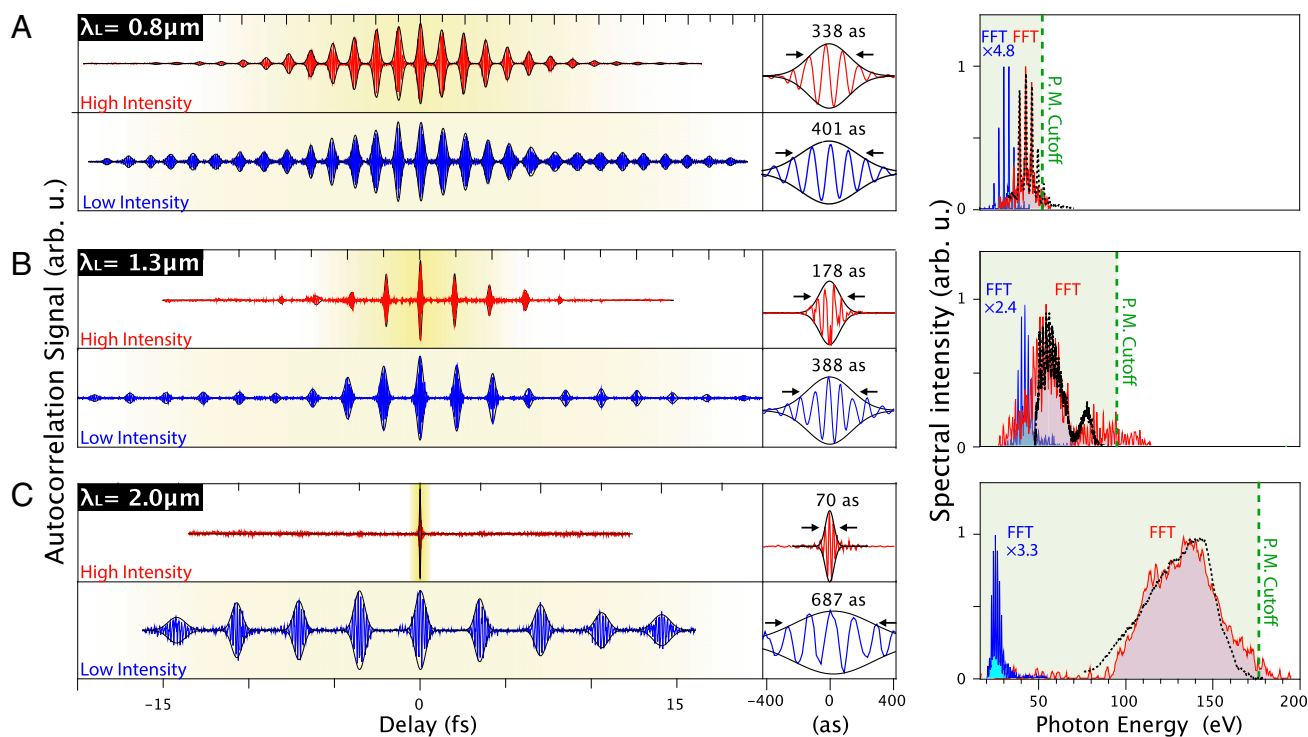 A
λL= 0.8µm
High Intensity
Low Intensity
338 as
401 as
FFT
×4.8
FFT
P. M. Cutoff
1
0
B
λL= 1.3µm
High Intensity
Low Intensity
178 as
388 as
FFT
×2.4
FFT
P. M. Cutoff
1
0
C
λL= 2.0µm
High Intensity
Low Intensity
70 as
687 as
FFT
×3.3
FFT
P. M. Cutoff
1
0
Autocorrelation Signal (arb. u.)
Spectral intensity (arb. u.)
-15
0
15
-400
0
400
50
100
150
200
Delay (fs)
(as)
Photon Energy (eV)